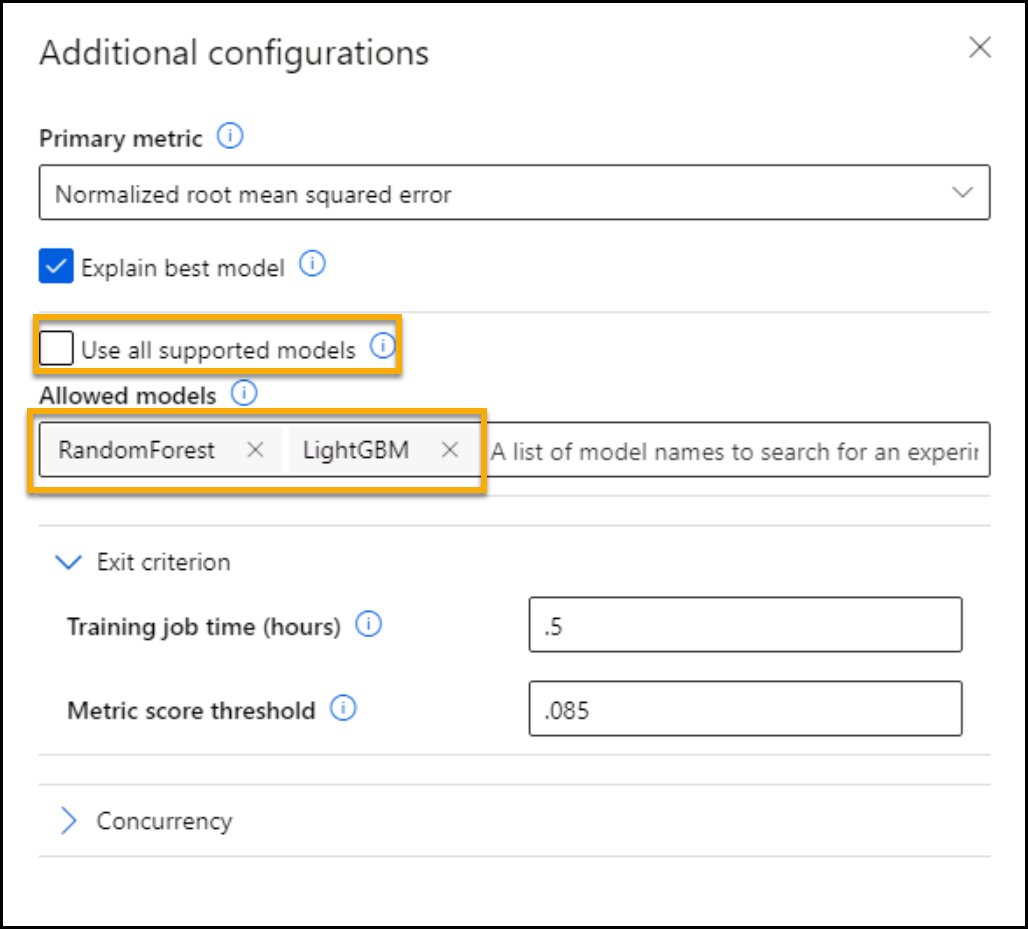 Additional configurations
Primary metric
Normalized root mean squared error
Explain best model
Use all supported models
Allowed models
RandomForest LightGBM A list of model names to search for an experir
Exit criterion
Training job time (hours) .5
Metric score threshold .085
Concurrency